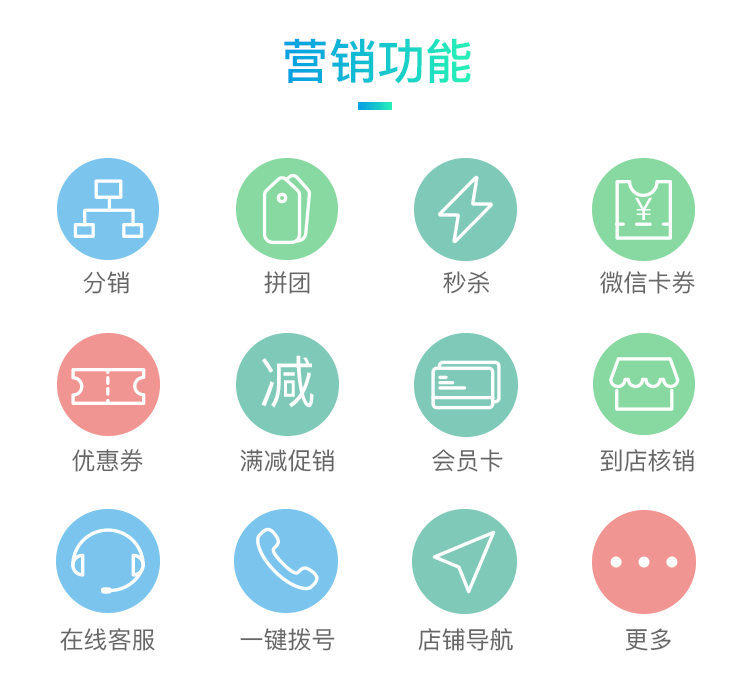 营销功能
分销
拼团
秒杀
¥
微信卡券
优惠券
减
满减促销
会员卡
到店核销
在线客服
一键拨号
店铺导航
更多